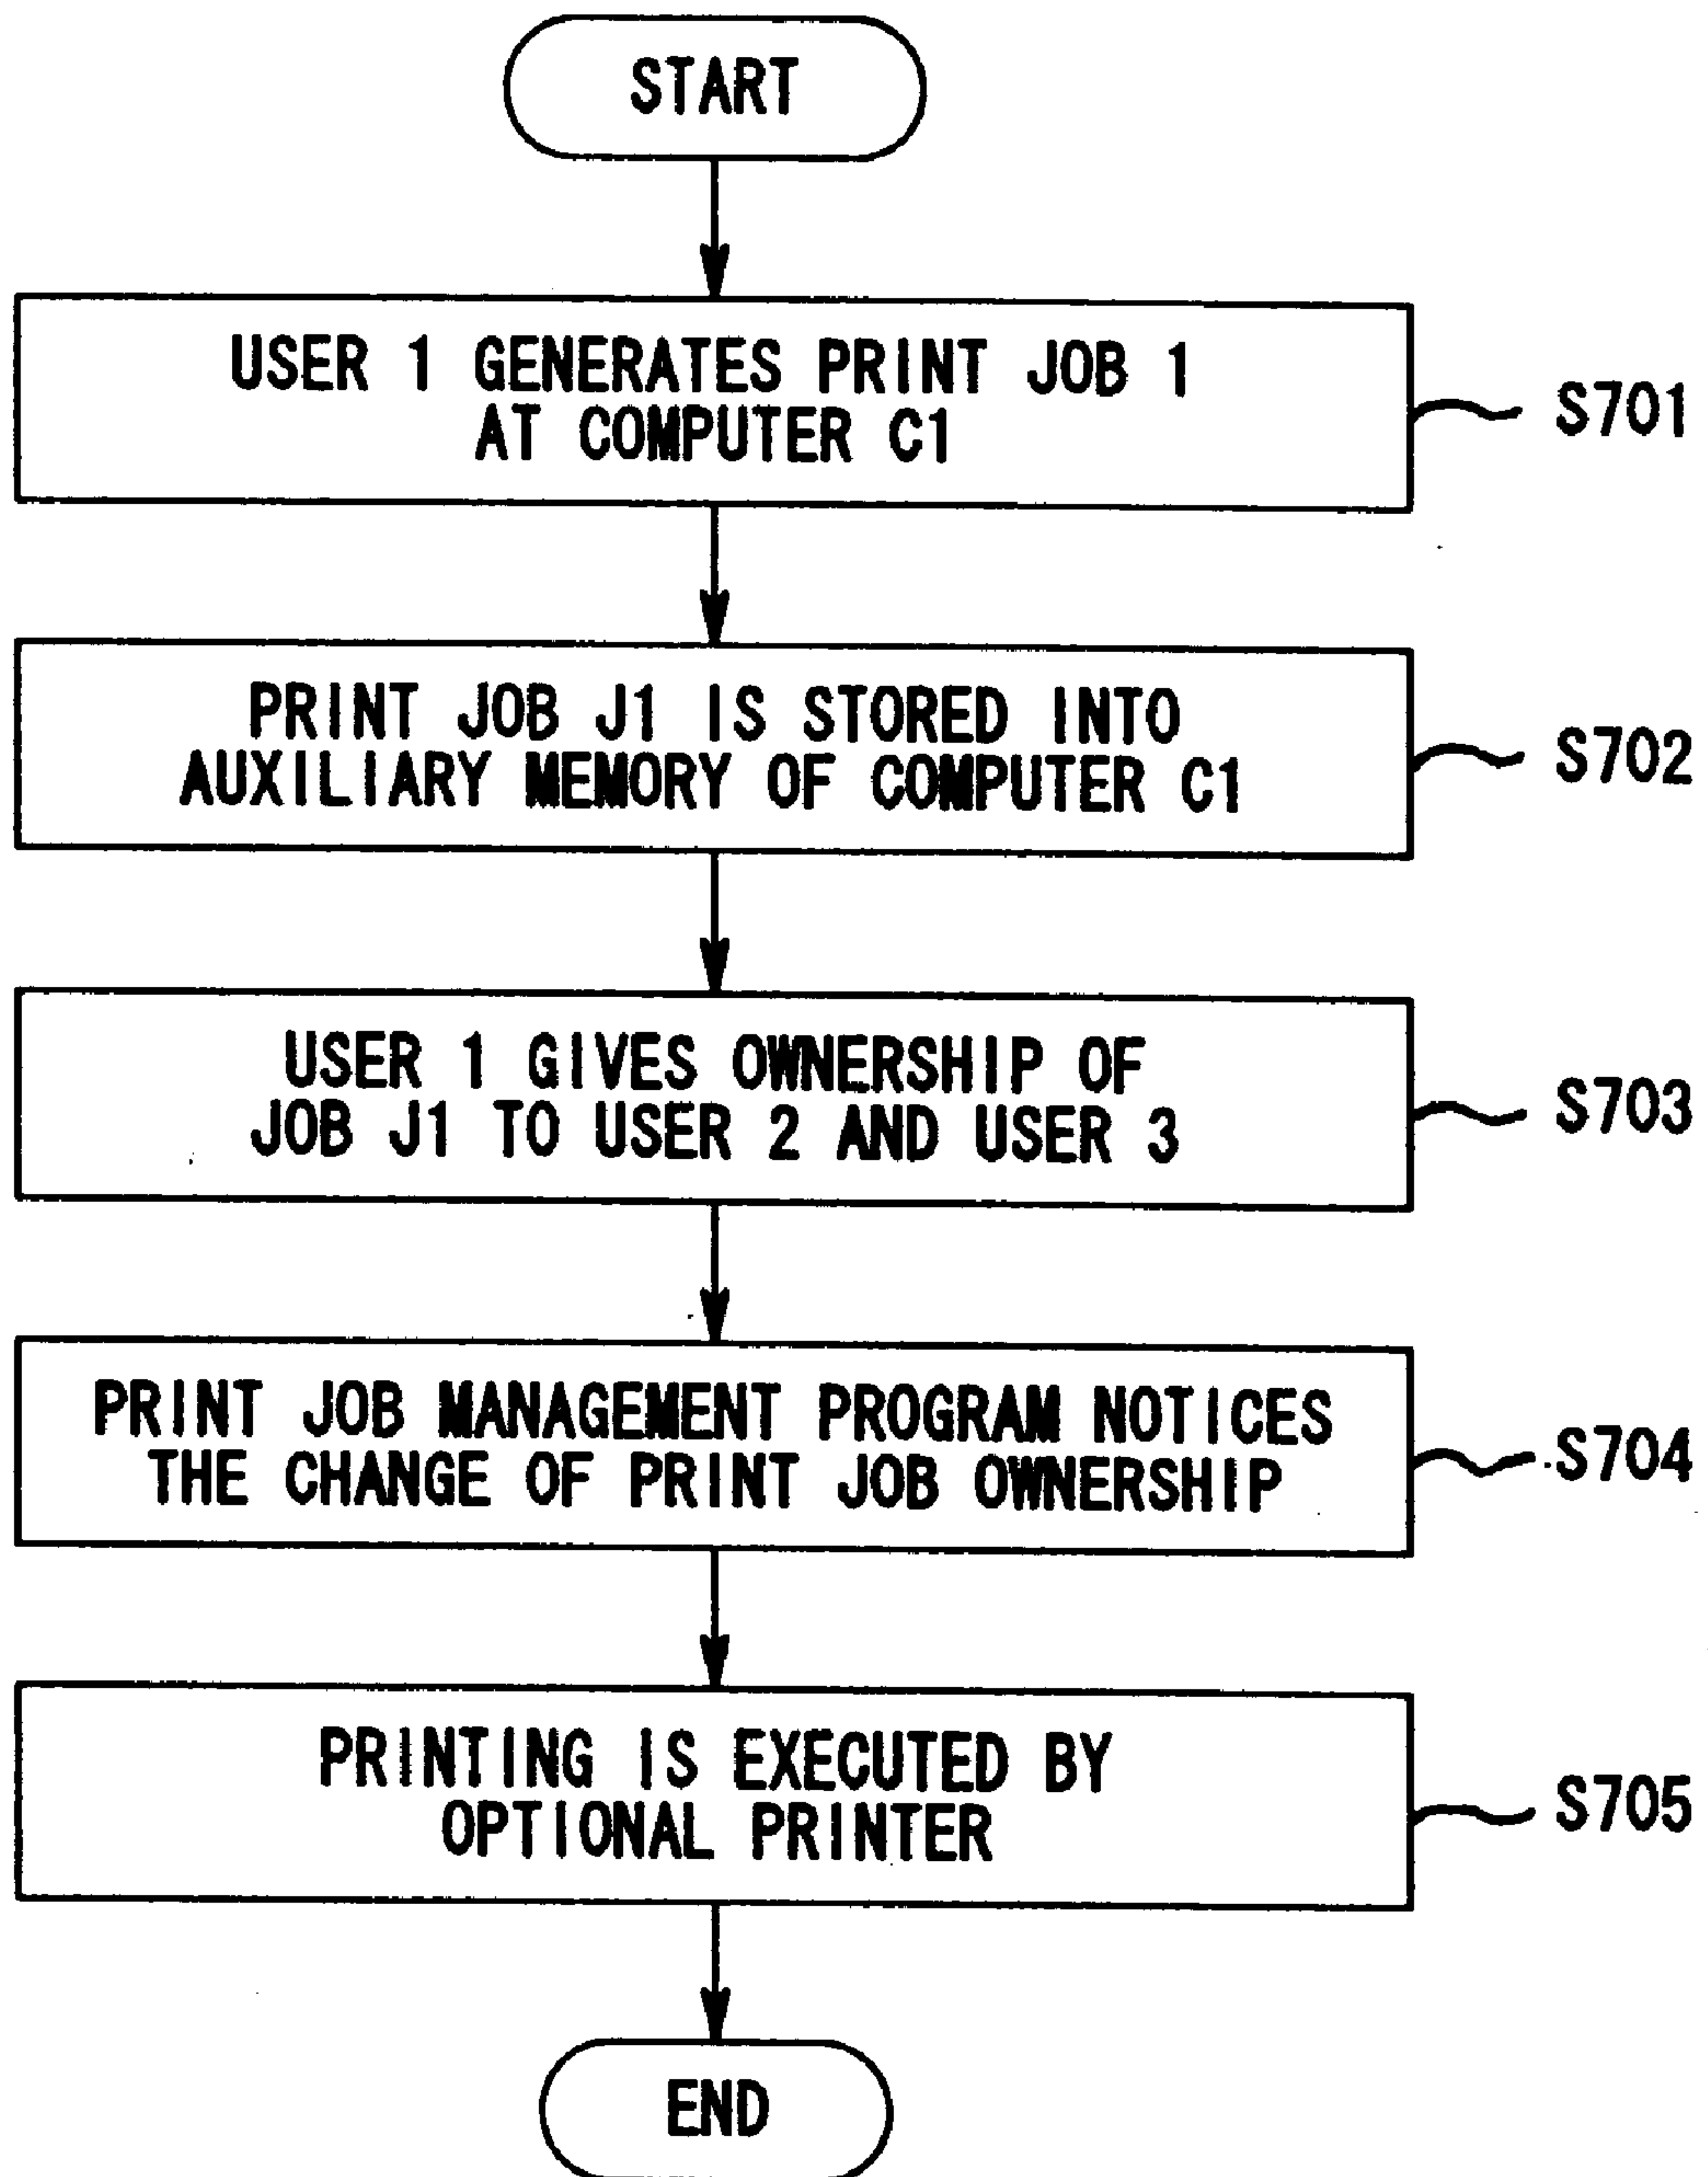 START
USER 1 GENERATES PRINT JOB 1
AT COMPUTER C1
S701
PRINT JOB J1 IS STORED INTO
AUXILIARY MEMORY OF COMPUTER C1
S702
USER 1 GIVES OWNERSHIP OF
JOB J1 TO USER 2 AND USER 3
S703
PRINT JOB MANAGEMENT PROGRAM NOTICES
THE CHANGE OF PRINT JOB OWNERSHIP
S704
PRINTING IS EXECUTED BY
OPTIONAL PRINTER
S705
END